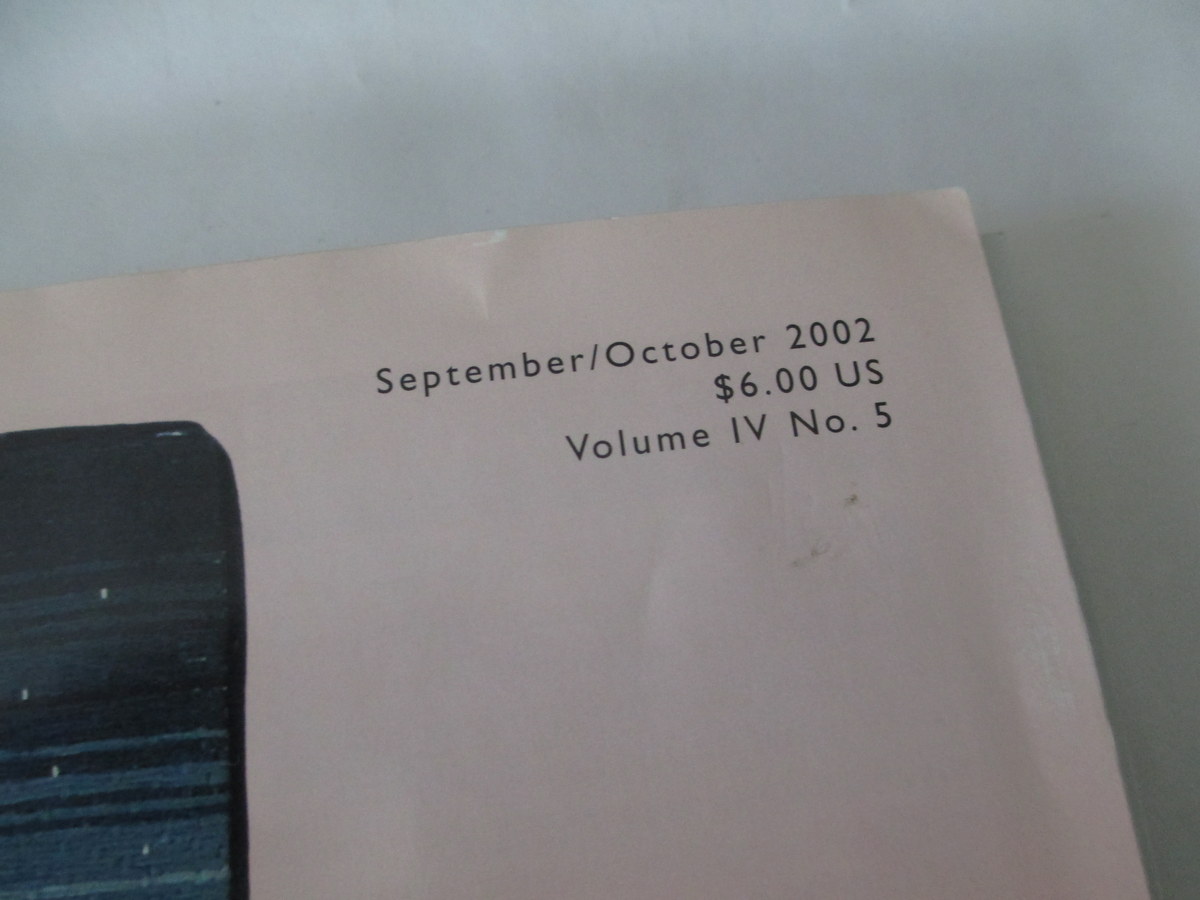 September/October 2002
$6.00 US
Volume IV No. 5